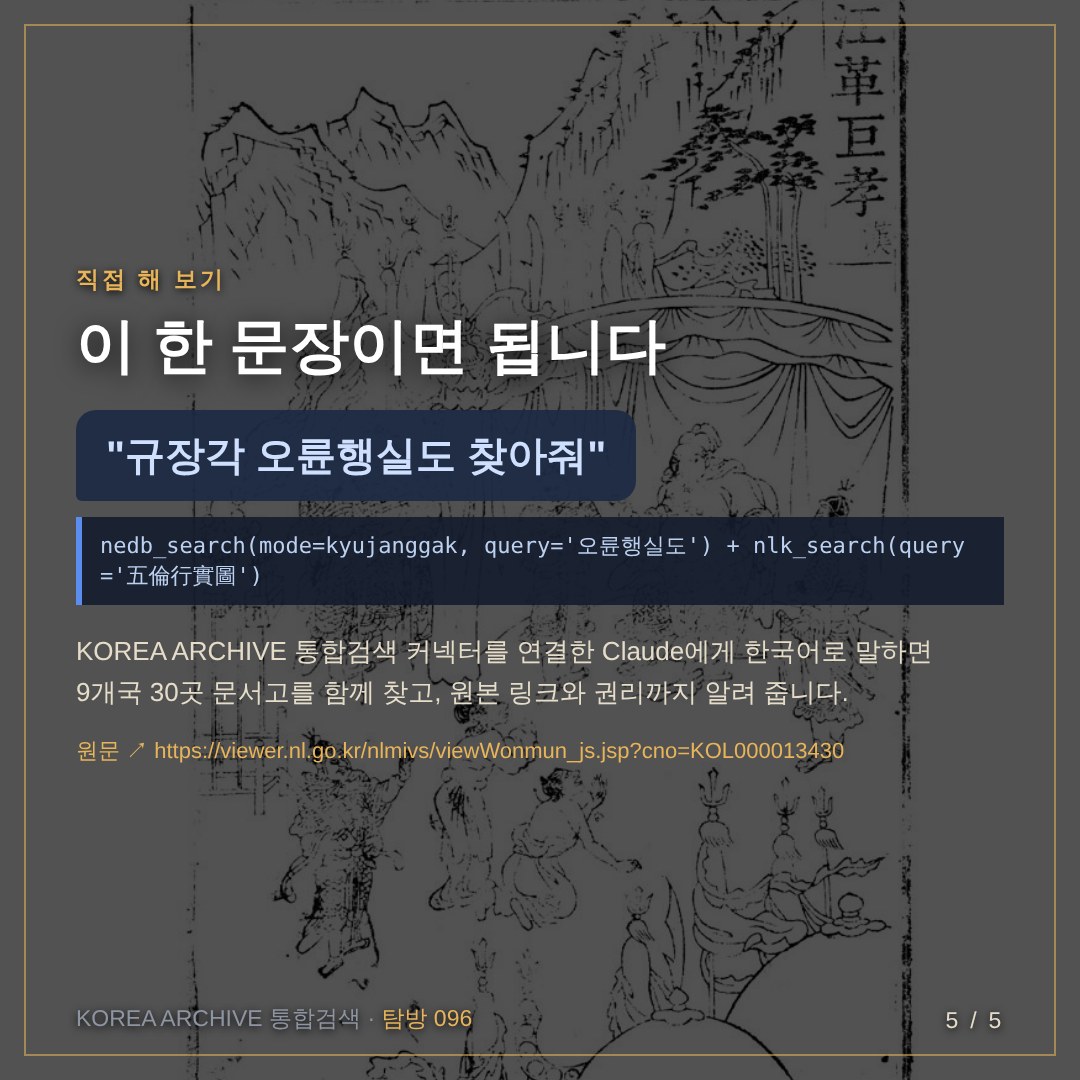 江革巨孝
漢
直접 해 보기
이 한 문장이면 됩니다
"규장각 오륜행실도 찾아줘"
nedb_search(mode=kyujanggak, query='오륜행실도') + nlk_search(query
='五倫行實圖')
KOREA ARCHIVE 통합검색 커넥터를 연결한 Claude에게 한국어로 말하면
9개국 30곳 문서고를 함께 찾고, 원본 링크와 권리까지 알려 줍니다.
원문 ↗ https://viewer.nl.go.kr/nlmivs/viewWonmun_js.jsp?cno=KOL000013430
KOREA ARCHIVE 통합검색 · 탐방 096
5 / 5